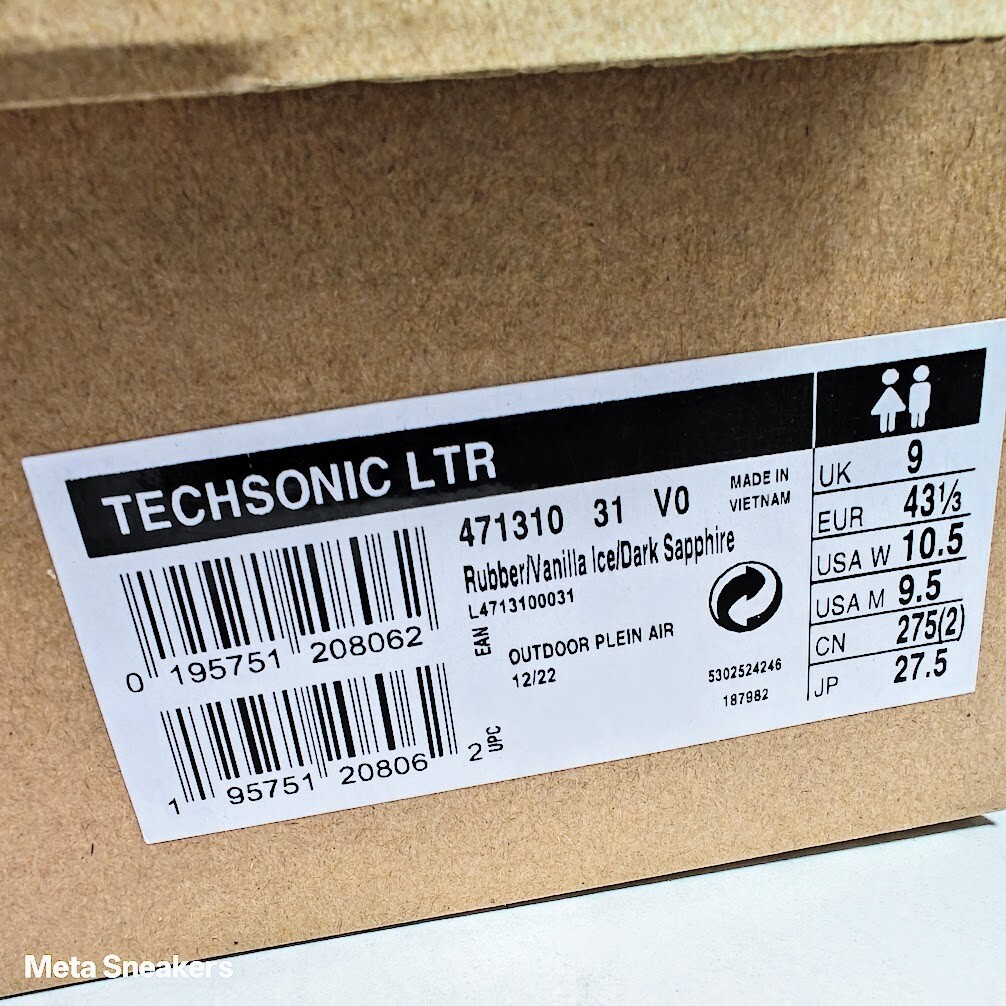 TECHSONIC LTR
471310 31 V0
MADE IN
VIETNAM
Rubber/Vanilla Ice/Dark Sapphire
L4713100031
OUTDOOR PLEIN AIR
12/22
5302524246
187982
0 195751 208062
EAN
1 95751 20806 2
UPC
UK 9
EUR 43⅓
USA W 10.5
USA M 9.5
CN 275(2)
JP 27.5
Meta Sneakers